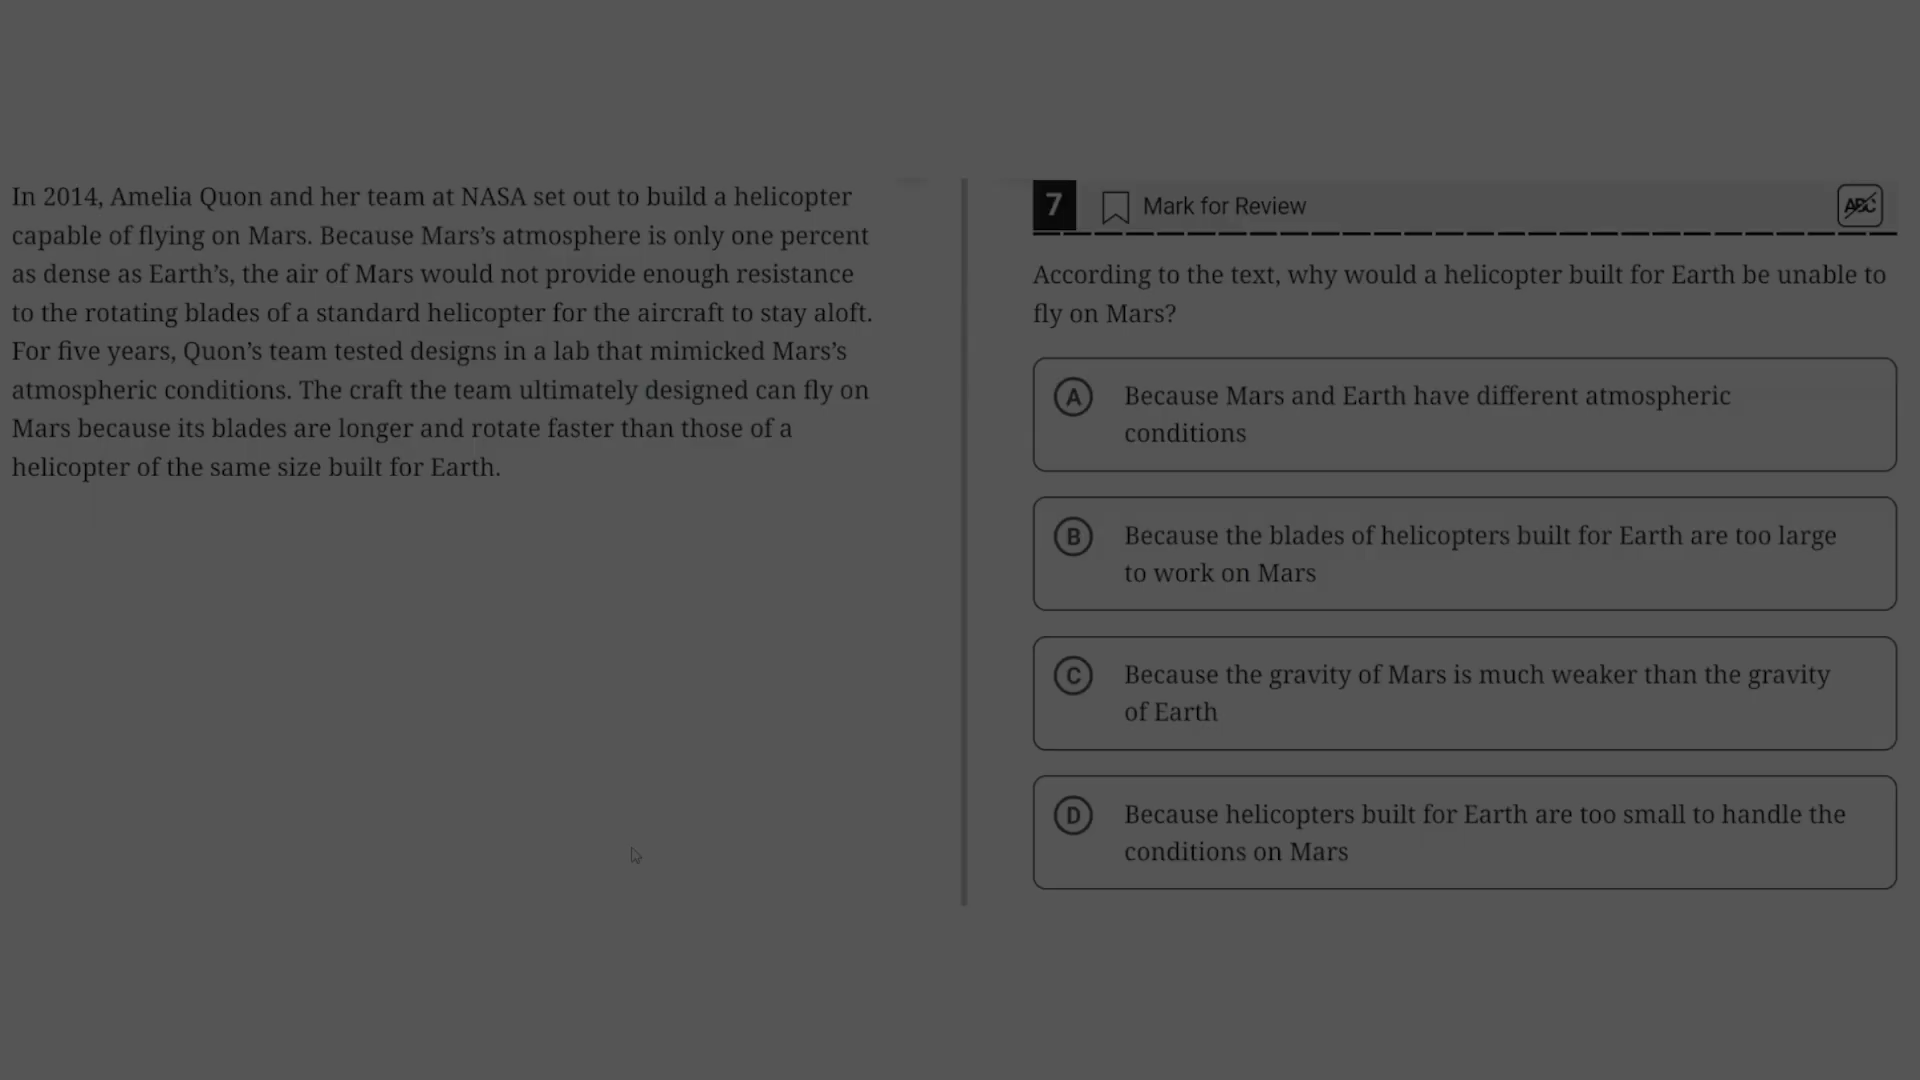 In 2014, Amelia Quon and her team at NASA set out to build a helicopter
capable of flying on Mars. Because Mars’s atmosphere is only one percent
as dense as Earth’s, the air of Mars would not provide enough resistance
to the rotating blades of a standard helicopter for the aircraft to stay aloft.
For five years, Quon’s team tested designs in a lab that mimicked Mars’s
atmospheric conditions. The craft the team ultimately designed can fly on
Mars because its blades are longer and rotate faster than those of a
helicopter of the same size built for Earth.
7 Mark for Review ABC
According to the text, why would a helicopter built for Earth be unable to
fly on Mars?
A Because Mars and Earth have different atmospheric
conditions
B Because the blades of helicopters built for Earth are too large
to work on Mars
C Because the gravity of Mars is much weaker than the gravity
of Earth
D Because helicopters built for Earth are too small to handle the
conditions on Mars